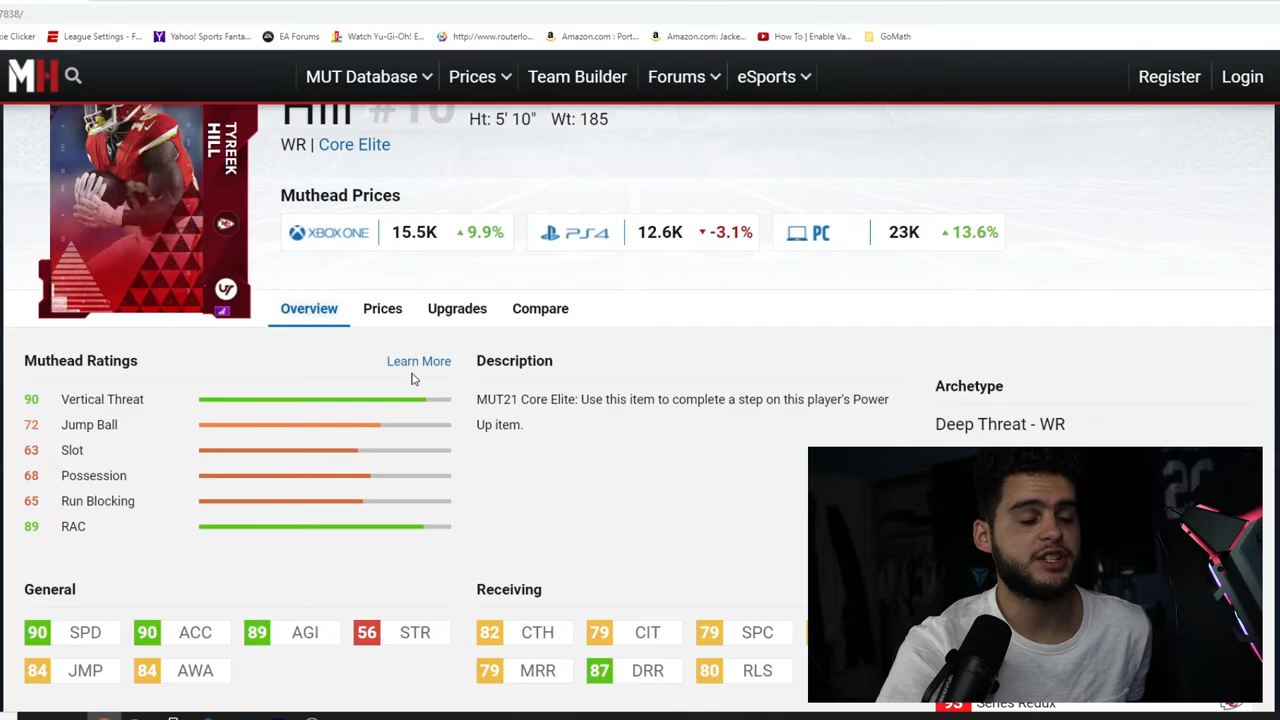 7838/
kie Clicker League Settings - F... Yahoo! Sports Fanta... EA Forums Watch Yu-Gi-Oh! E... http://www.routerlo... Amazon.com : Port... Amazon.com: Jacke... How To | Enable Va... GoMath
MH MUT Database Prices Team Builder Forums eSports Register Login
Hill #10 Ht: 5' 10" Wt: 185
WR | Core Elite
TYREEK HILL
Muthead Prices
XBOX ONE 15.5K 9.9% PS4 12.6K -3.1% PC 23K 13.6%
Overview Prices Upgrades Compare
Muthead Ratings Learn More
90 Vertical Threat
72 Jump Ball
63 Slot
68 Possession
65 Run Blocking
89 RAC
Description
MUT21 Core Elite: Use this item to complete a step on this player's Power
Up item.
Archetype
Deep Threat - WR
General
90 SPD 90 ACC 89 AGI 56 STR
84 JMP 84 AWA
Receiving
82 CTH 79 CIT 79 SPC
79 MRR 87 DRR 80 RLS
93 Series Redux